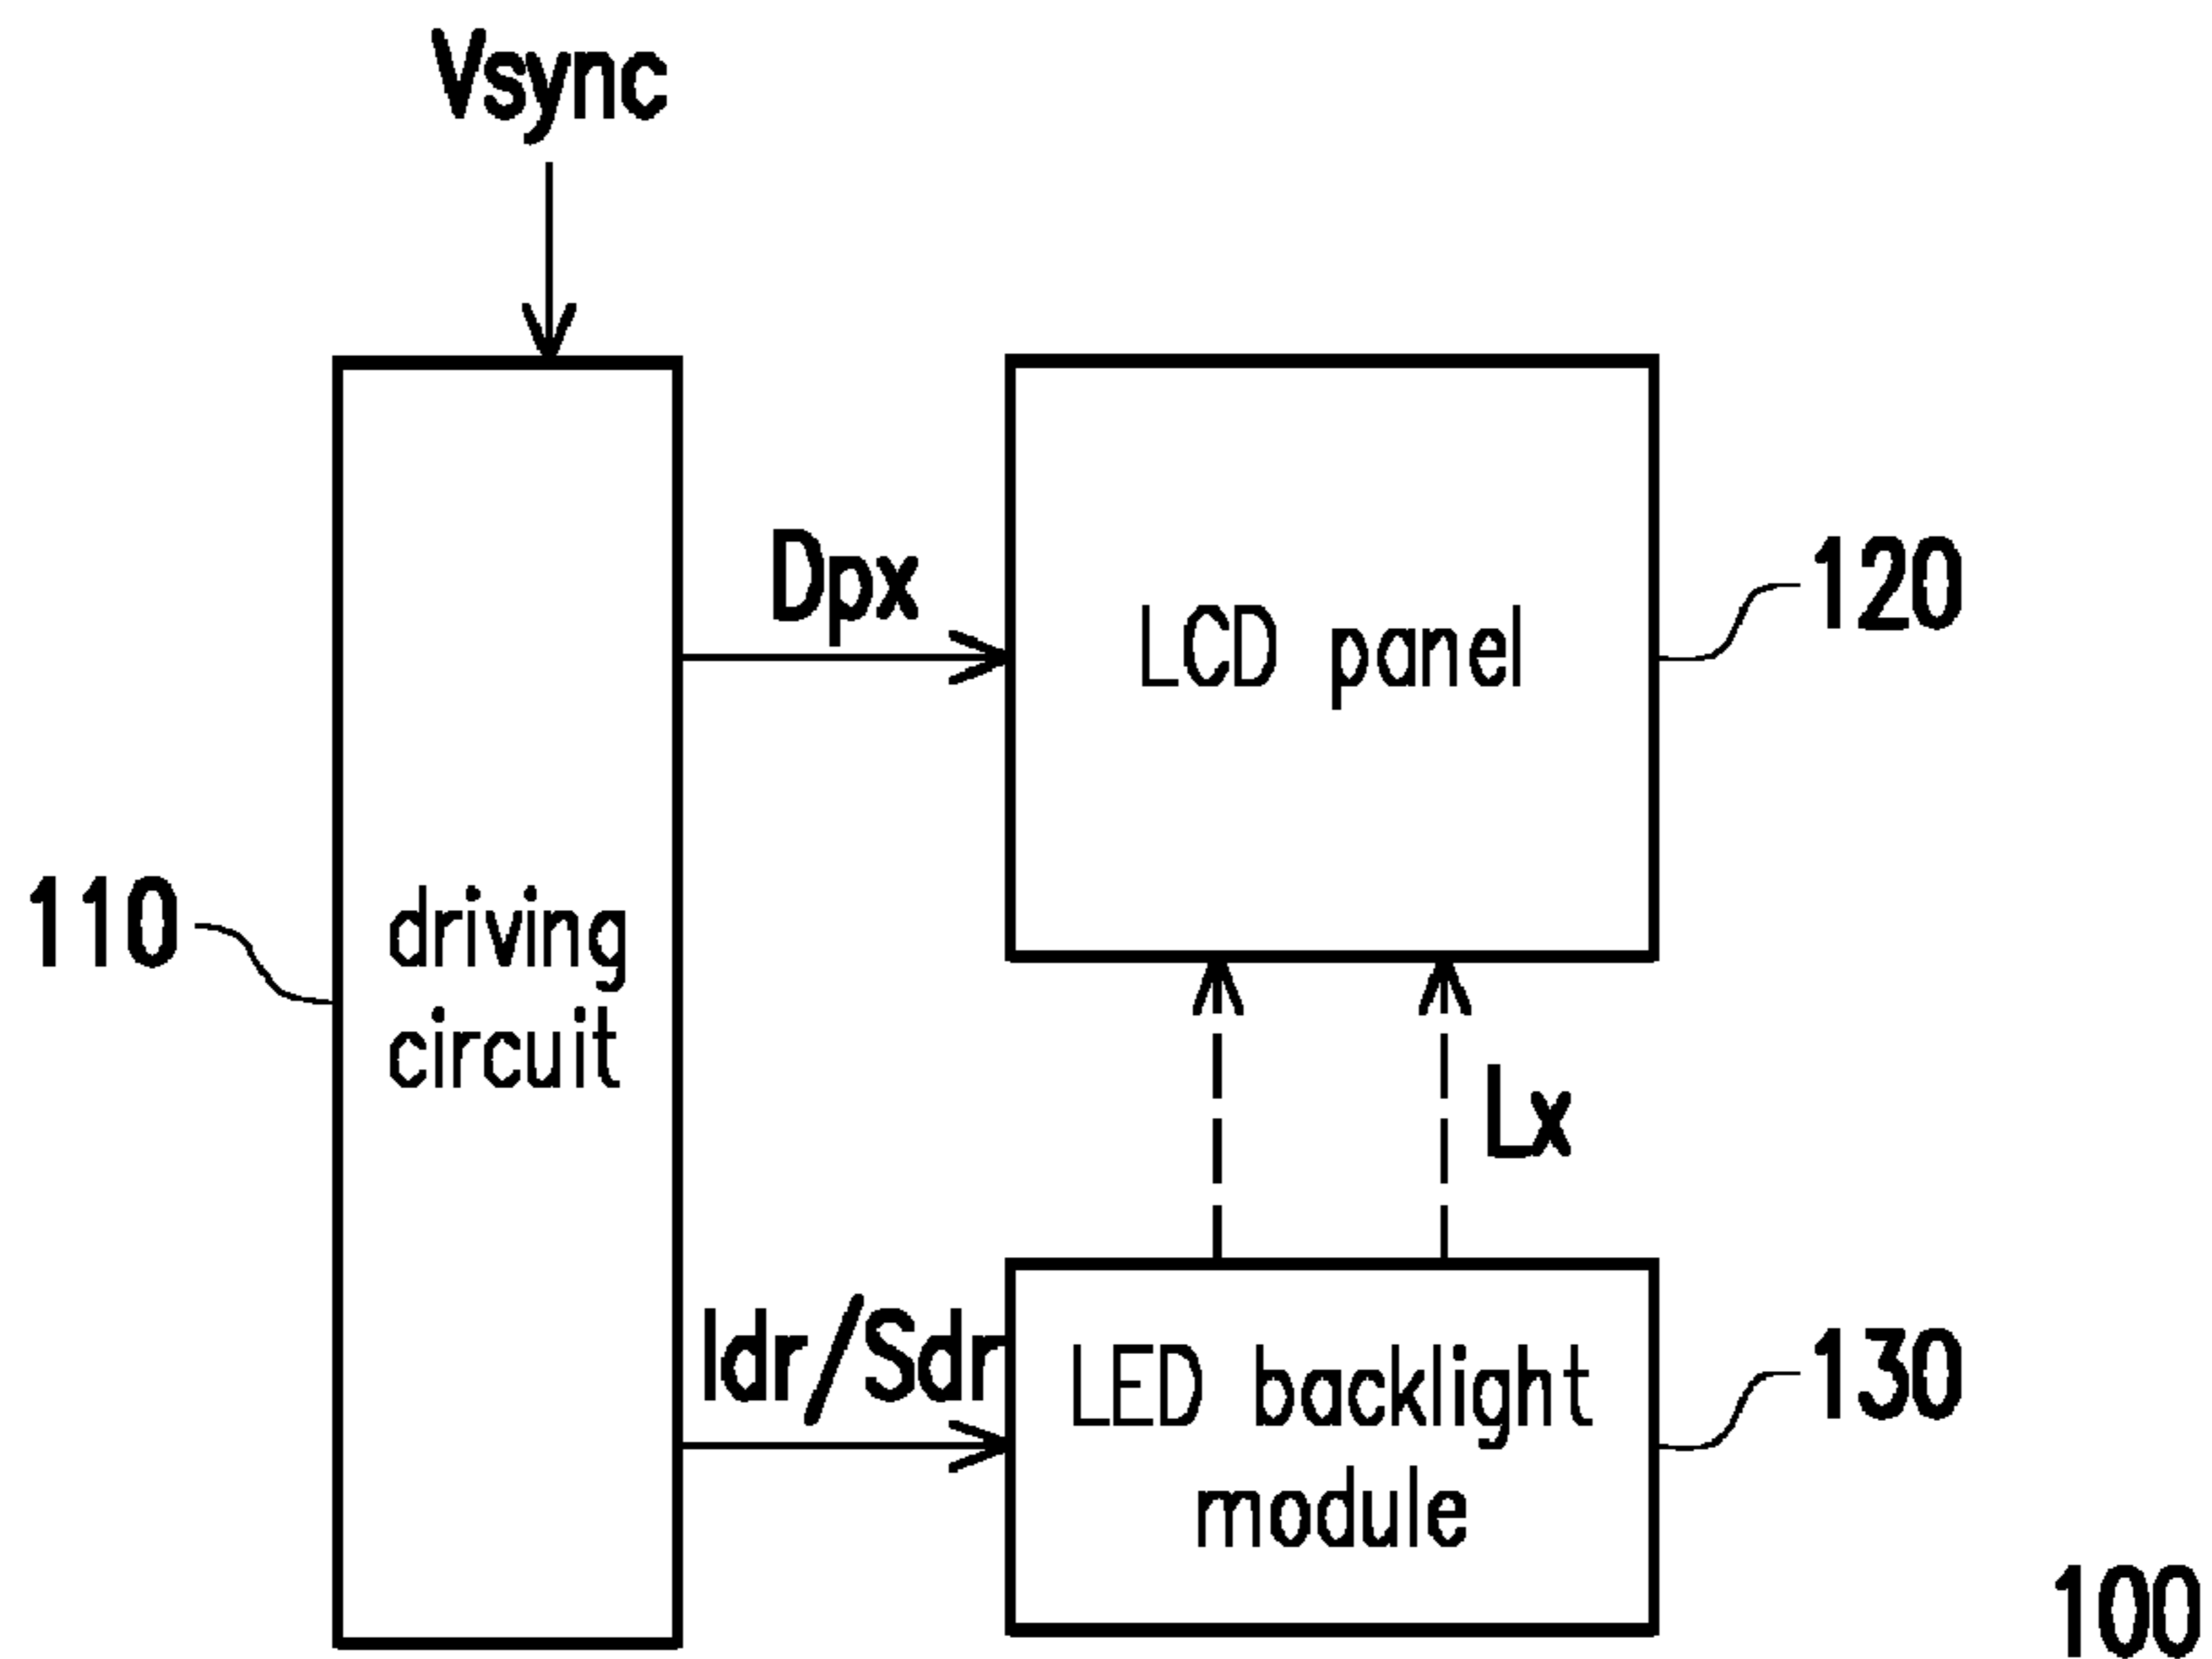 Vsync
Dpx
LCD panel
120
110
driving
circuit
Lx
Idr/Sdr
LED backlight
module
130
100